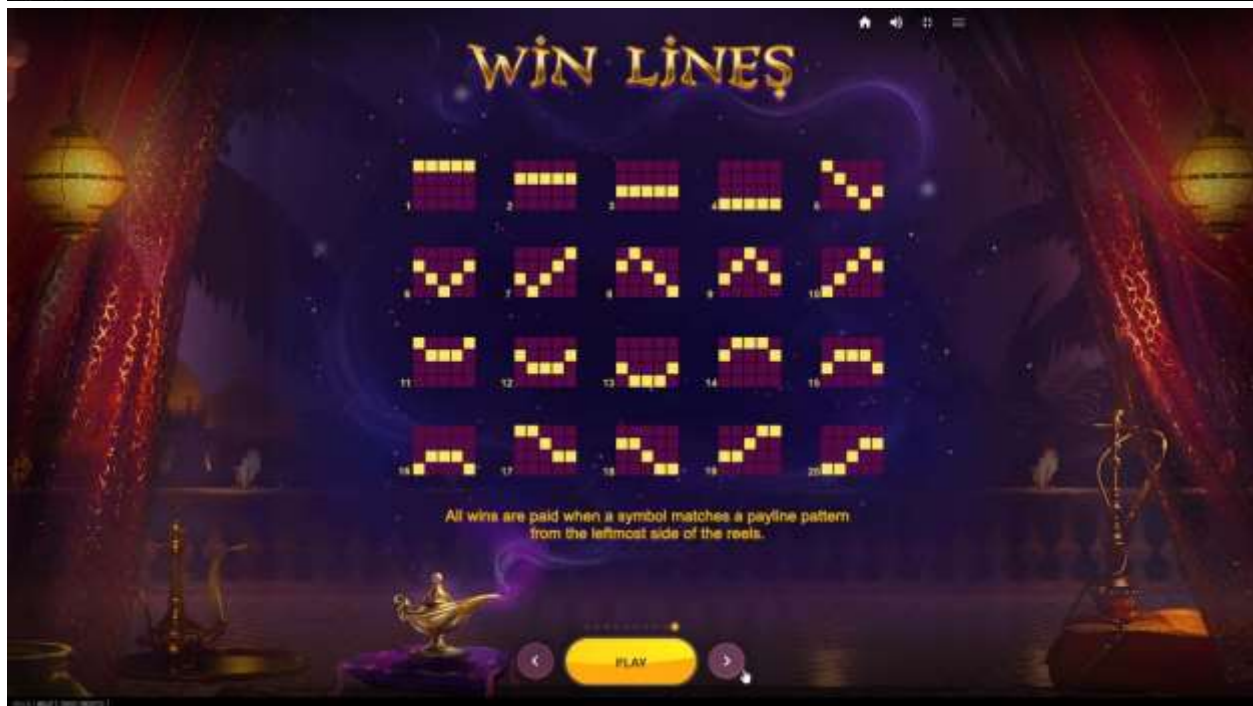 WIN LINES
1 2 3 4 5
6 7 8 9 10
11 12 13 14 15
16 17 18 19 20
All wins are paid when a symbol matches a payline pattern
from the leftmost side of the reels.
PLAY